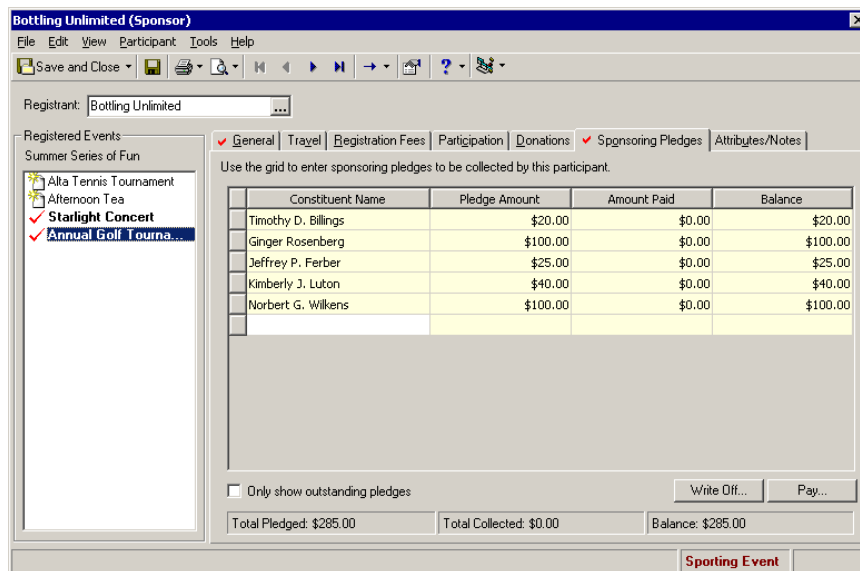 Bottling Unlimited (Sponsor)
File Edit View Participant Tools Help
Save and Close
Registrant: Bottling Unlimited ...
Registered Events
Summer Series of Fun
Alta Tennis Tournament
Afternoon Tea
Starlight Concert
Annual Golf Tourna...
General Travel Registration Fees Participation Donations Sponsoring Pledges Attributes/Notes
Use the grid to enter sponsoring pledges to be collected by this participant.
Constituent Name Pledge Amount Amount Paid Balance
Timothy D. Billings $20.00 $0.00 $20.00
Ginger Rosenberg $100.00 $0.00 $100.00
Jeffrey P. Ferber $25.00 $0.00 $25.00
Kimberly J. Luton $40.00 $0.00 $40.00
Norbert G. Wilkens $100.00 $0.00 $100.00
Only show outstanding pledges
Write Off... Pay...
Total Pledged: $285.00 Total Collected: $0.00 Balance: $285.00
Sporting Event